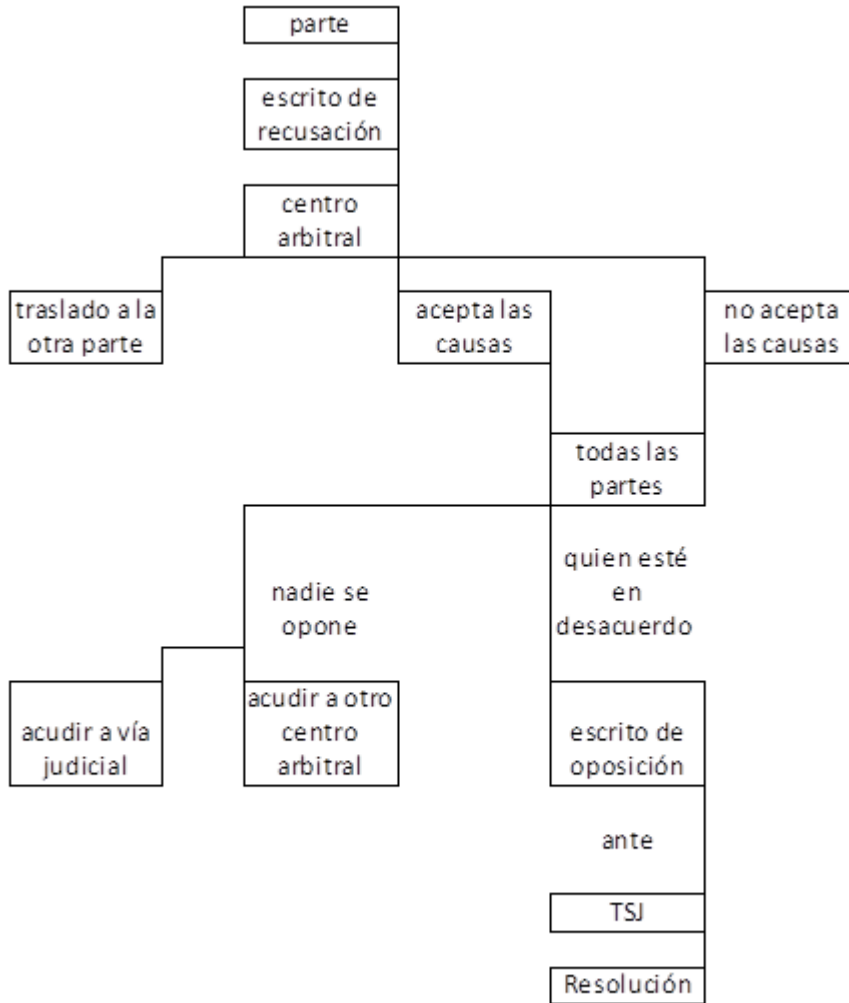 parte
escrito de
recusación
centro
arbitral
traslado a la
otra parte
acepta las
causas
no acepta
las causas
todas las
partes
nadie se
opone
quien esté
en
desacuerdo
acudir a vía
judicial
acudir a otro
centro
arbitral
escrito de
oposición
ante
TSJ
Resolución